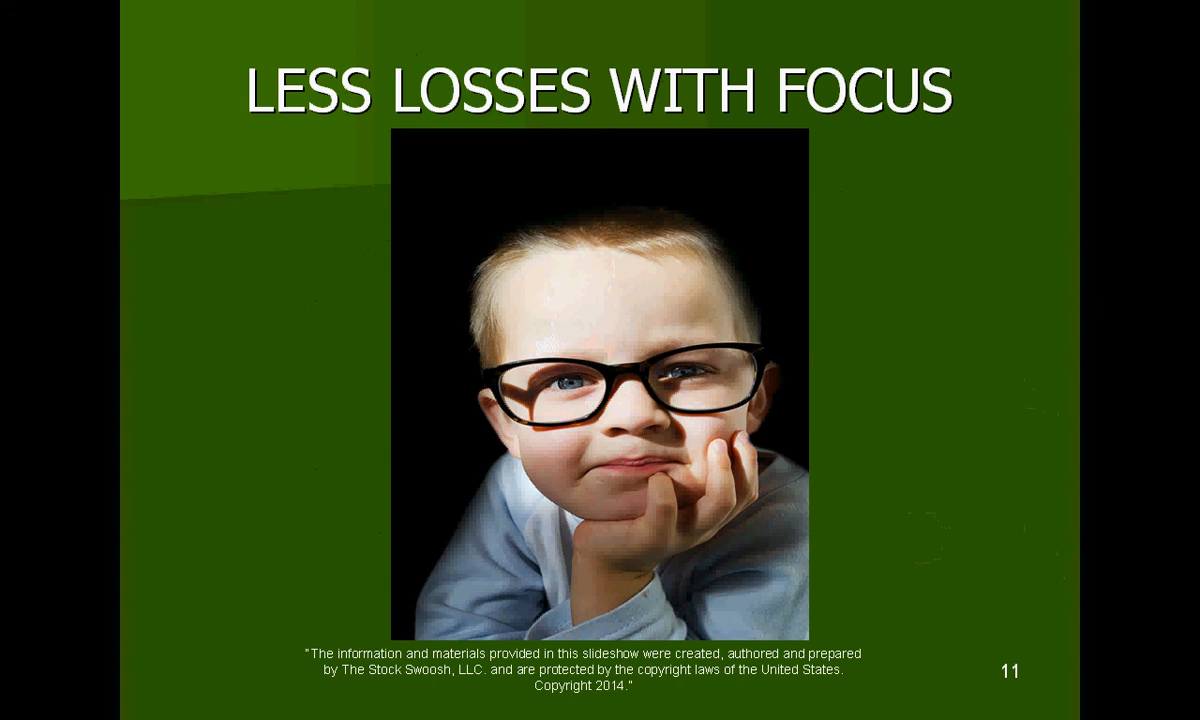 LESS LOSSES WITH FOCUS
"The information and materials provided in this slideshow were created, authored and prepared
by The Stock Swoosh, LLC. and are protected by the copyright laws of the United States.
Copyright 2014."
11